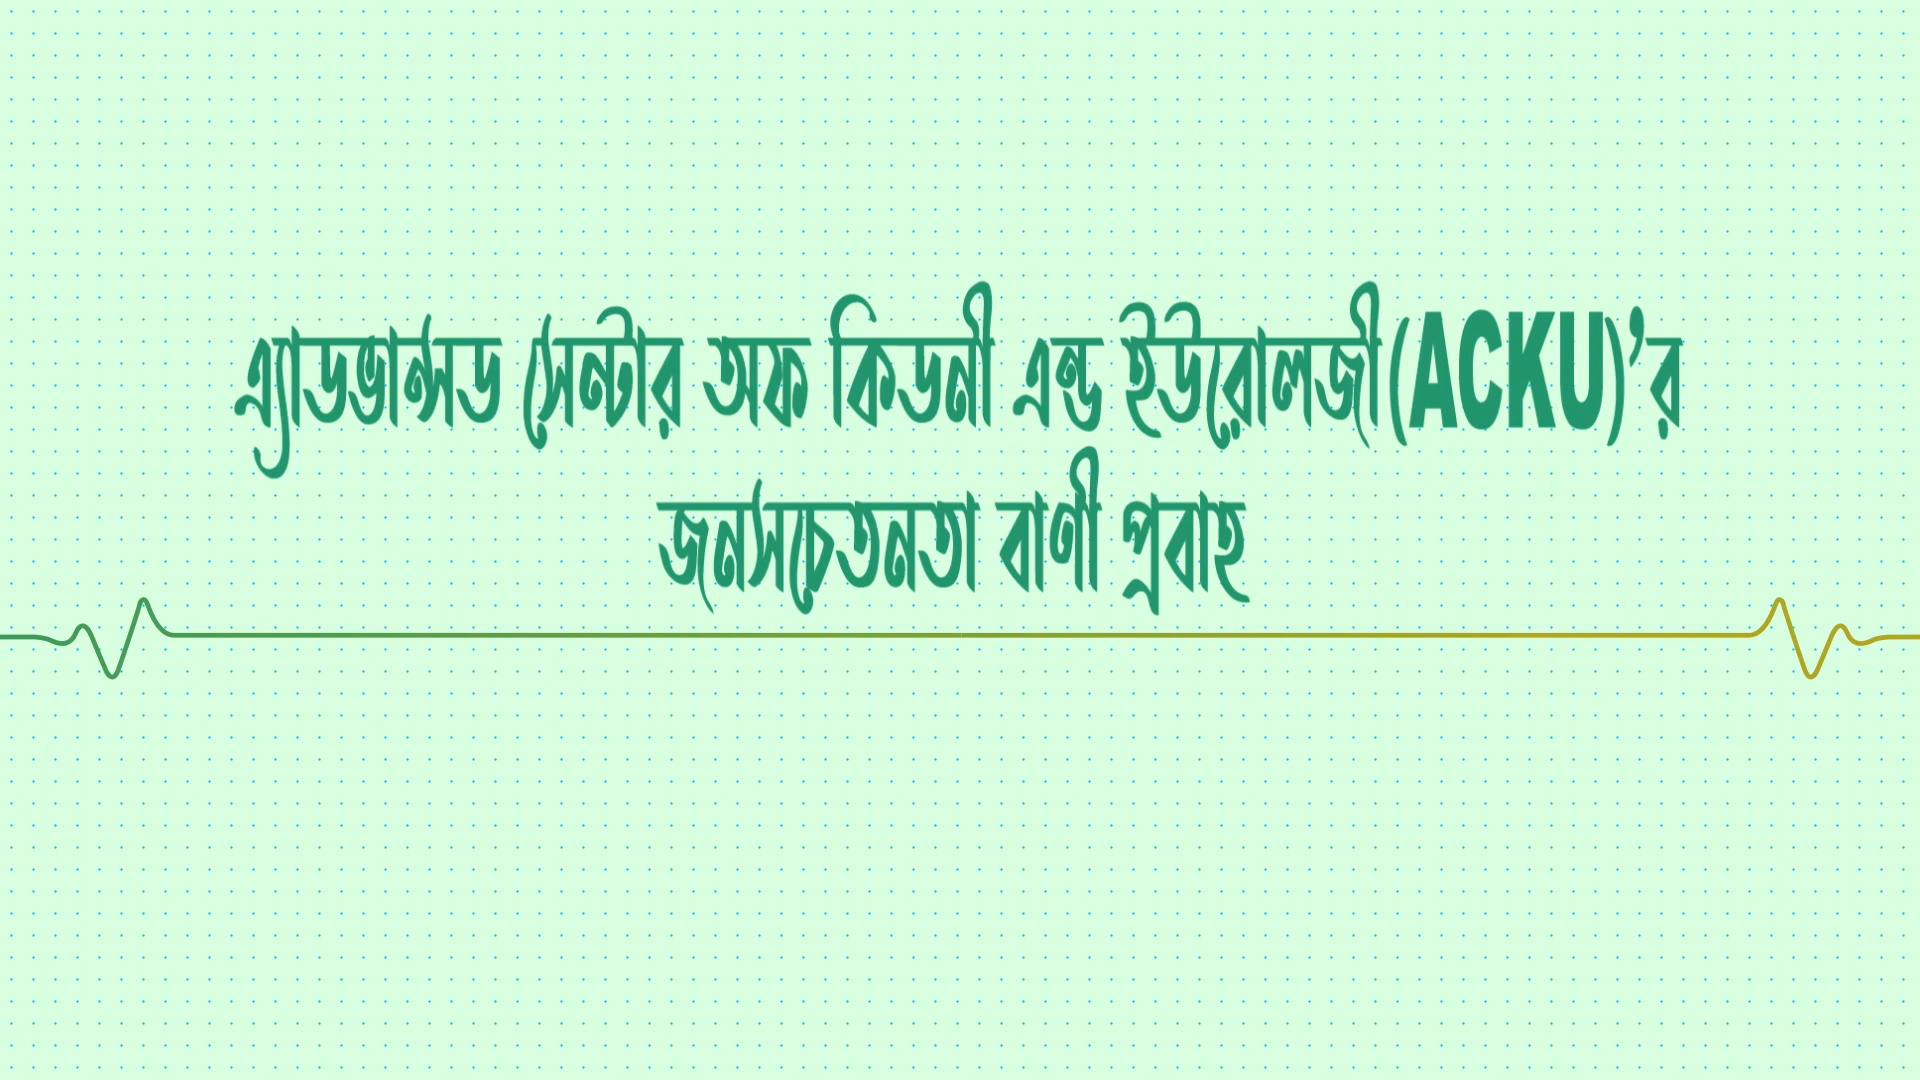 এ্যাডভান্সড সেন্টার অফ কিডনী এন্ড ইউরোলজী(ACKU)’র
জনসচেতনতা বাণী প্রবাহ